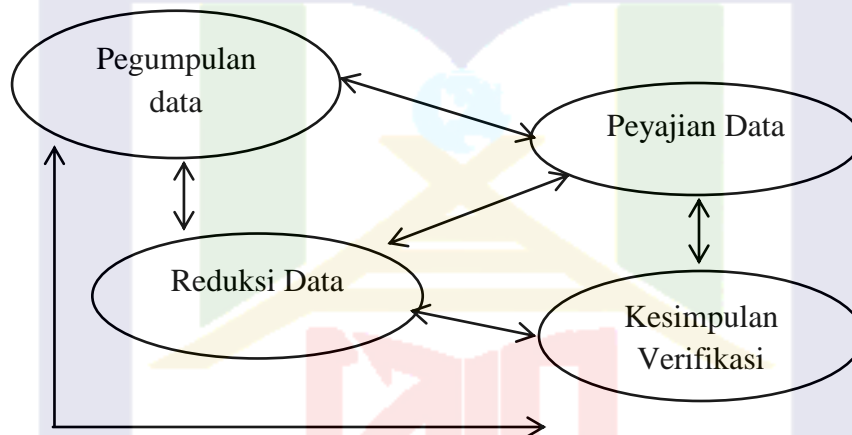 Pegumpulan
data
Peyajian Data
Reduksi Data
Kesimpulan
Verifikasi